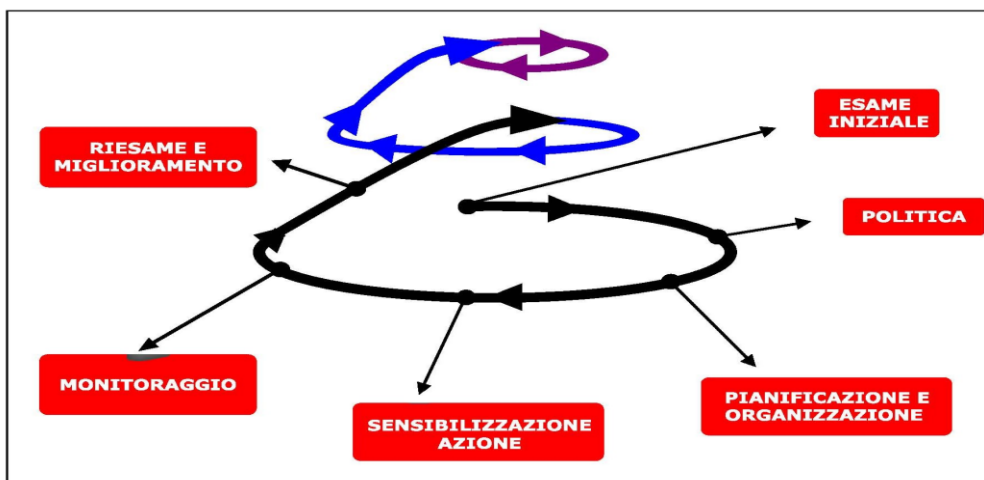 ESAME
INIZIALE
RIESAME E
MIGLIORAMENTO
POLITICA
MONITORAGGIO
PIANIFICAZIONE E
ORGANIZZAZIONE
SENSIBILIZZAZIONE
AZIONE